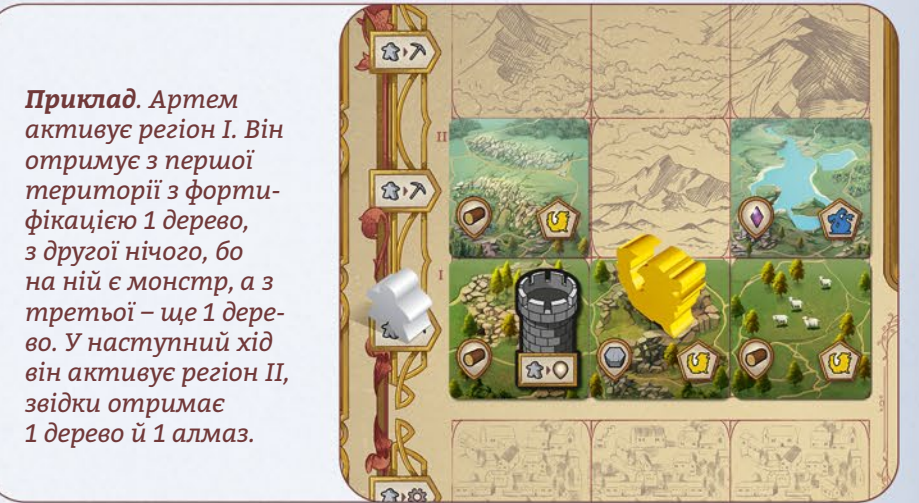 Приклад. Артем
активує регіон I. Він
отримує з першої
території з форти-
фікацією 1 дерево,
з другої нічого, бо
на ній є монстр, а з
третьої – ще 1 дере-
во. У наступний хід
він активує регіон II,
звідки отримає
1 дерево й 1 алмаз.
II
I